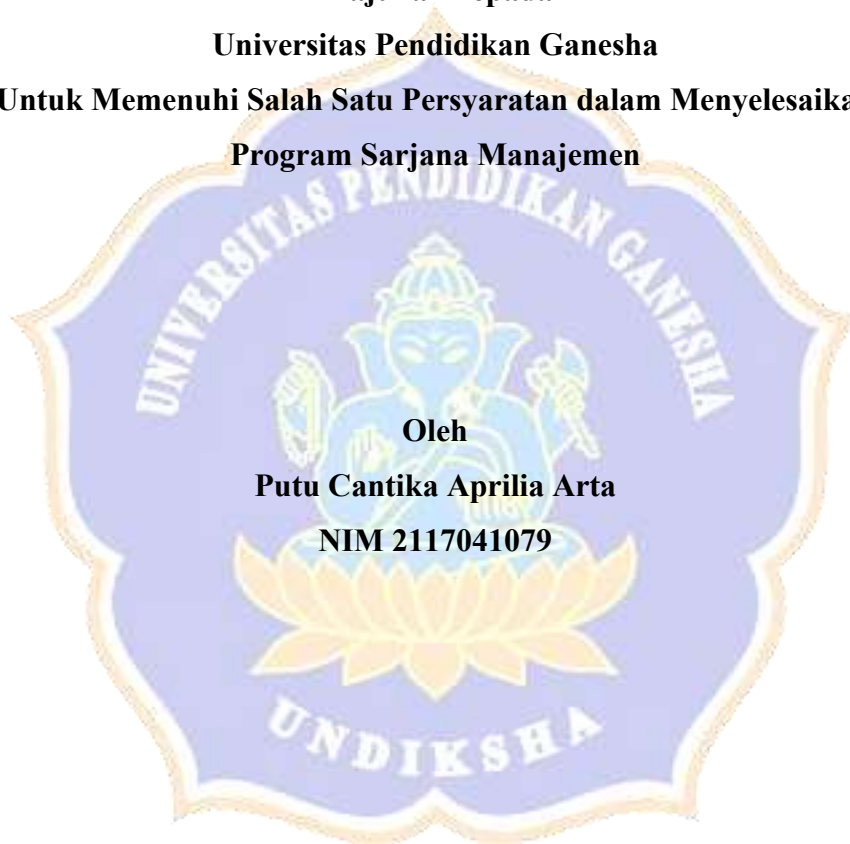 Universitas Pendidikan Ganesha
Untuk Memenuhi Salah Satu Persyaratan dalam Menyelesaika
Program Sarjana Manajemen
UNIVERSITAS PENDIDIKAN GANESHA
Oleh
Putu Cantika Aprilia Arta
NIM 2117041079
UNDIKSHA